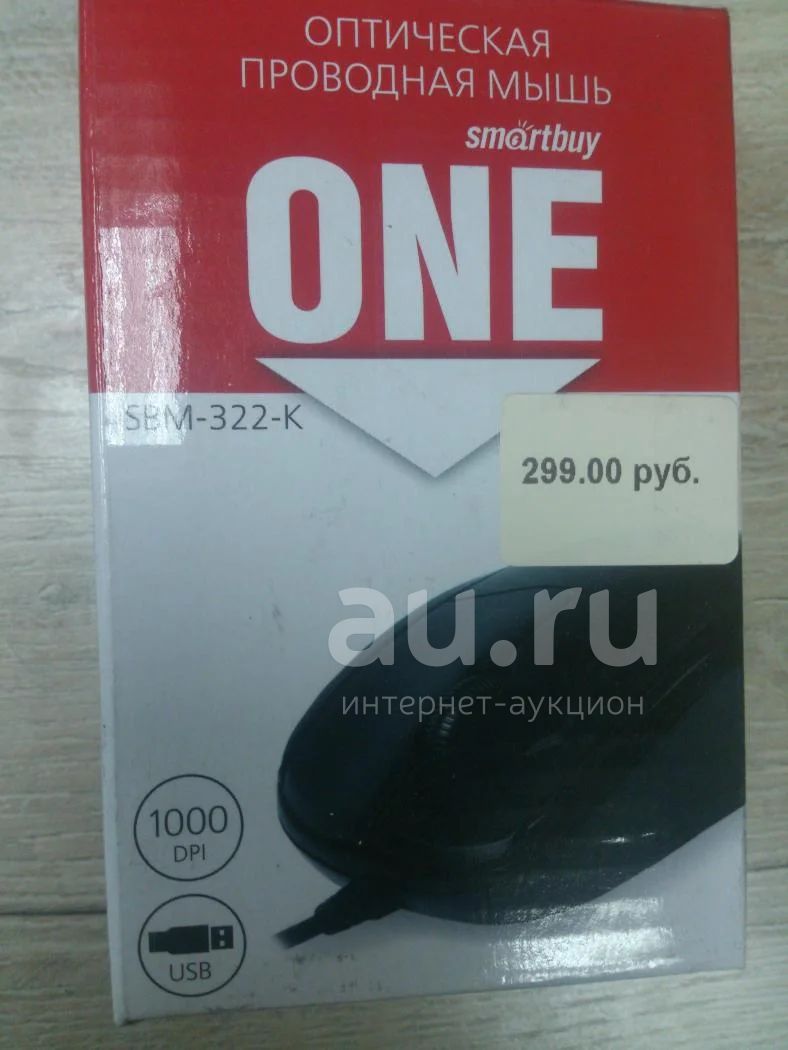 ОПТИЧЕСКАЯ
ПРОВОДНАЯ МЫШЬ
smartbuy
ONE
SBM-322-K
299.00 руб.
au.ru
интернет-аукцион
1000
DPI
USB